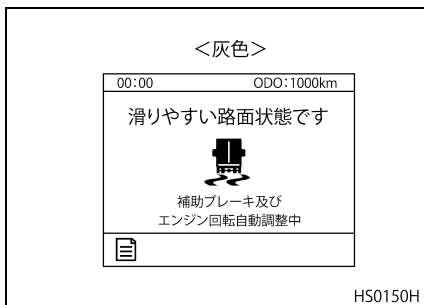 ＜灰色＞
00:00 ODO:1000km
滑りやすい路面状態です
補助ブレーキ及び
エンジン回転自動調整中
HS0150H